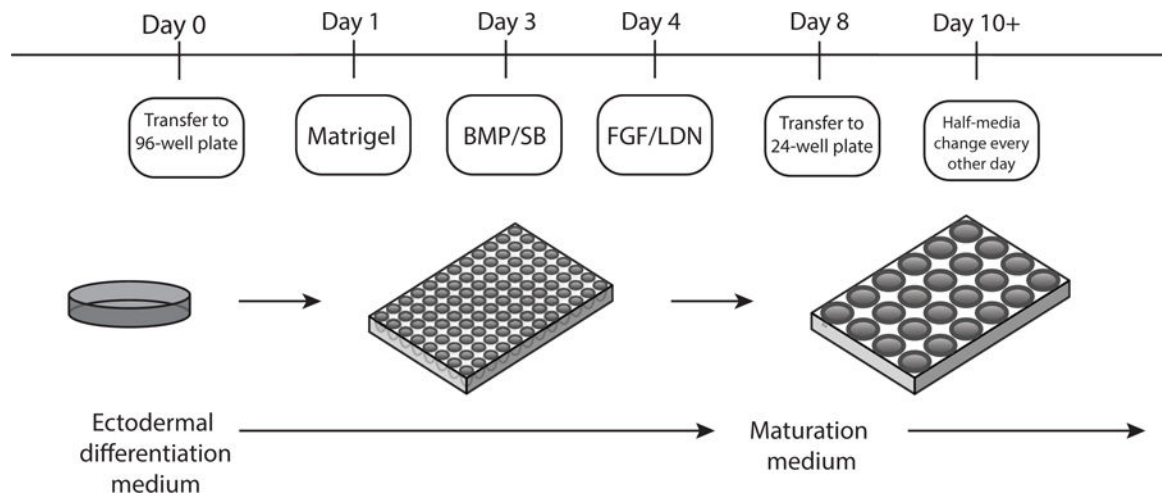 Day 0
Day 1
Day 3
Day 4
Day 8
Day 10+
Transfer to
96-well plate
Matrigel
BMP/SB
FGF/LDN
Transfer to
24-well plate
Half-media
change every
other day
Ectodermal
differentiation
medium
Maturation
medium